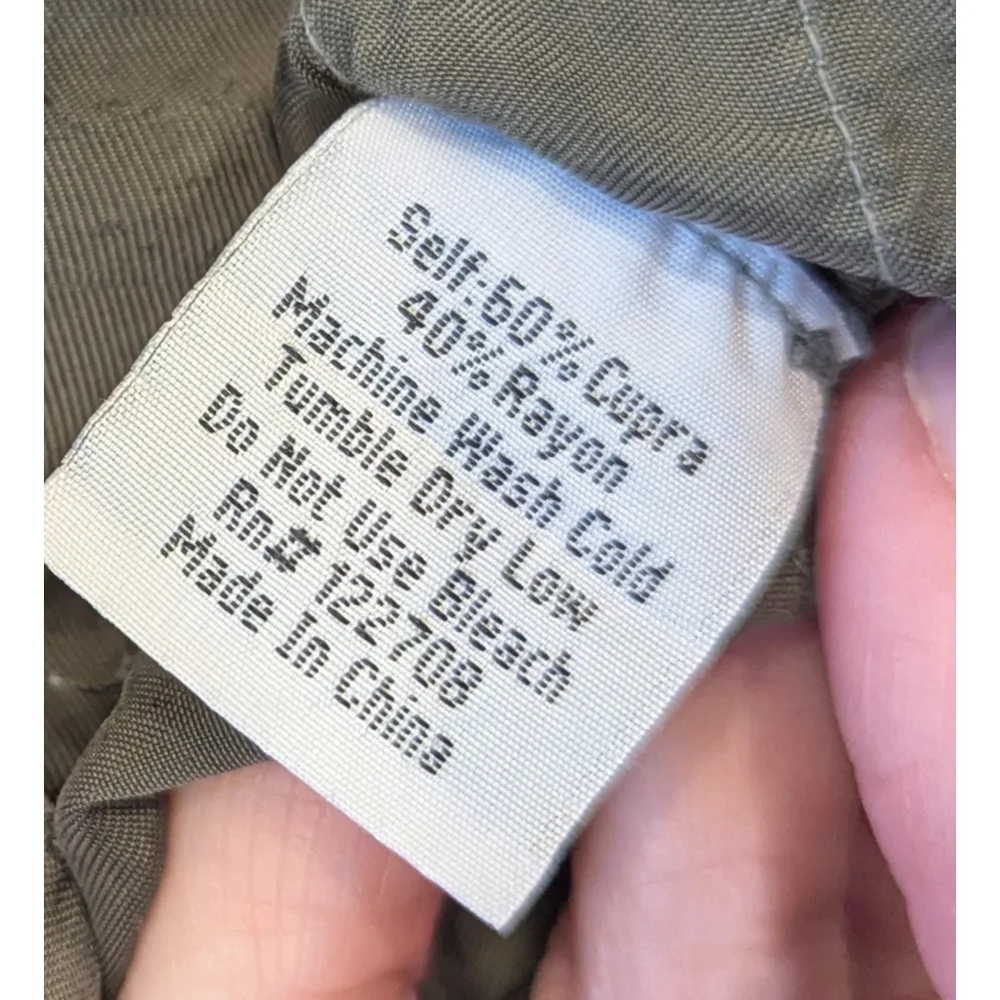 Self:60% Cupra
40% Rayon
Machine Wash Cold
Tumble Dry Low
Do Not Use Bleach
Rn# 122708
Made In China